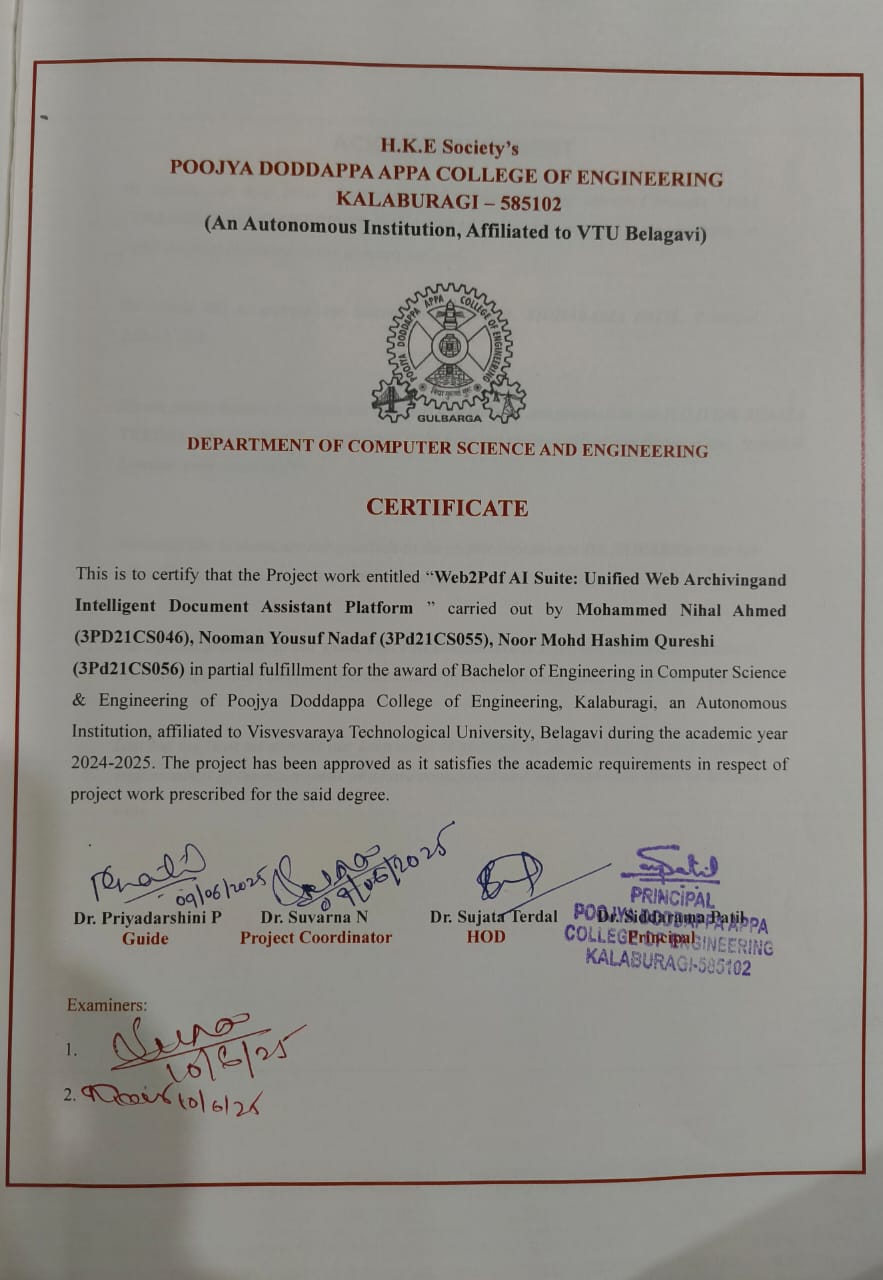 H.K.E Society's
POOJYA DODDAPPA APPA COLLEGE OF ENGINEERING
KALABURAGI – 585102
(An Autonomous Institution, Affiliated to VTU Belagavi)
POOJYA DODDAPPA APPA COLLEGE OF ENGINEERING
GULBARGA
DEPARTMENT OF COMPUTER SCIENCE AND ENGINEERING
CERTIFICATE
This is to certify that the Project work entitled “Web2Pdf AI Suite: Unified Web Archivingand
Intelligent Document Assistant Platform ” carried out by Mohammed Nihal Ahmed
(3PD21CS046), Nooman Yousuf Nadaf (3Pd21CS055), Noor Mohd Hashim Qureshi
(3Pd21CS056) in partial fulfillment for the award of Bachelor of Engineering in Computer Science
& Engineering of Poojya Doddappa College of Engineering, Kalaburagi, an Autonomous
Institution, affiliated to Visvesvaraya Technological University, Belagavi during the academic year
2024-2025. The project has been approved as it satisfies the academic requirements in respect of
project work prescribed for the said degree.
09/06/2025 09/06/2025
Dr. Priyadarshini P Dr. Suvarna N Dr. Sujata Terdal Dr. Siddarama Patil
Guide Project Coordinator HOD Principal
PRINCIPAL
POOJYA DODDAPPA APPA
COLLEGE OF ENGINEERING
KALABURAGI-585102
Examiners:
1. 10/6/25
2. 10/6/25